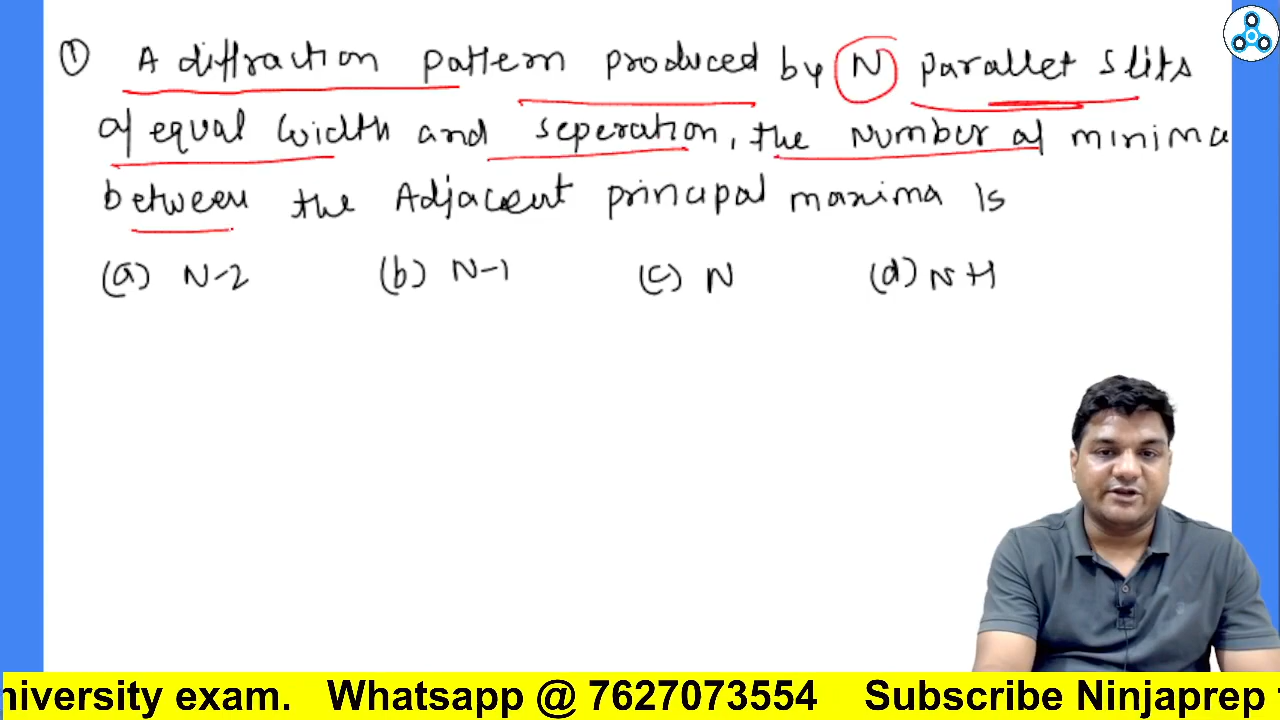 ① A diffraction pattern produced by N parallel slits
of equal width and seperation, the Number of minima
between the Adjacent principal maxima is
(a) N-2 (b) N-1 (c) N (d) N+1
niversity exam. Whatsapp @ 7627073554 Subscribe Ninjaprep